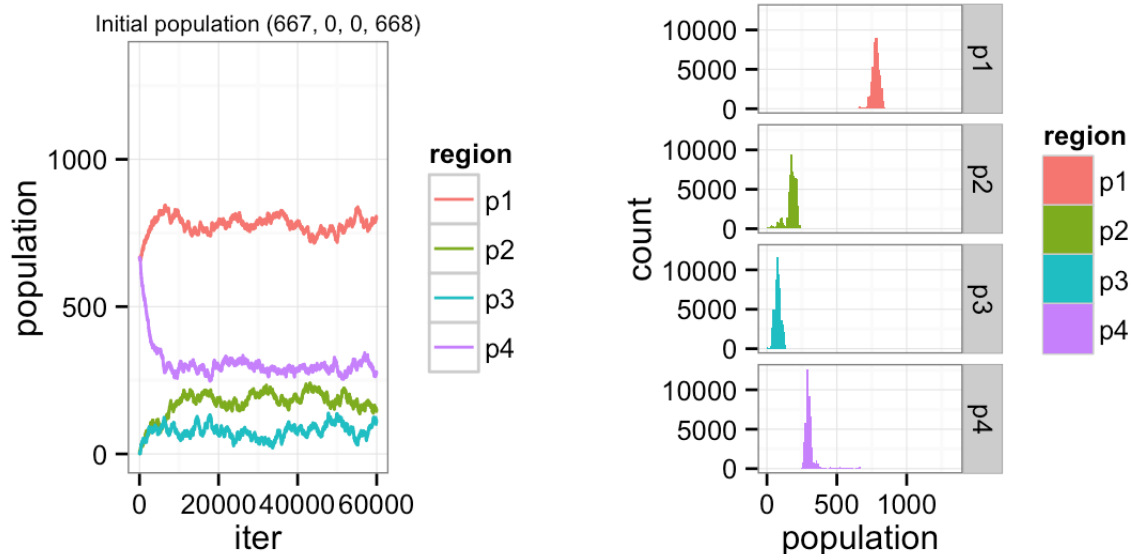 Initial population (667, 0, 0, 668)
population
1000
500
0
0
20000
40000
60000
iter
region
p1
p2
p3
p4
count
10000
5000
0
p1
10000
5000
0
p2
10000
5000
0
p3
10000
5000
0
p4
0
500
1000
population
region
p1
p2
p3
p4